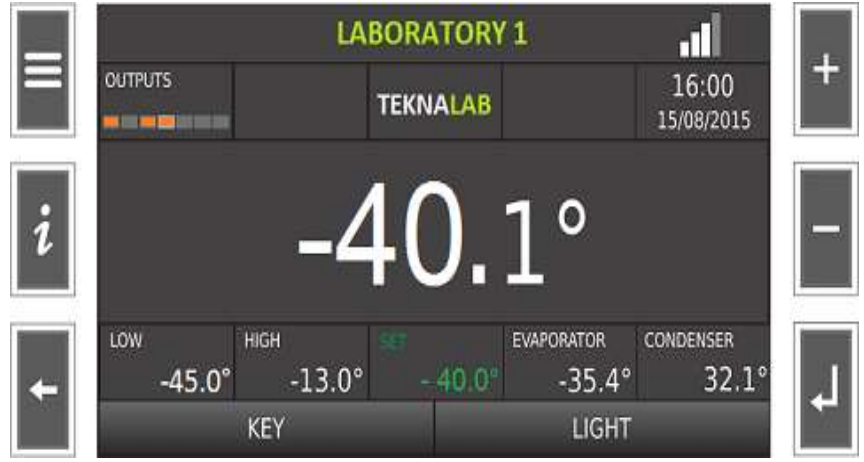 LABORATORY 1
OUTPUTS
TEKNALAB
16:00
15/08/2015
-40.1°
LOW HIGH SET EVAPORATOR CONDENSER
-45.0° -13.0° - 40.0° -35.4° 32.1°
KEY LIGHT